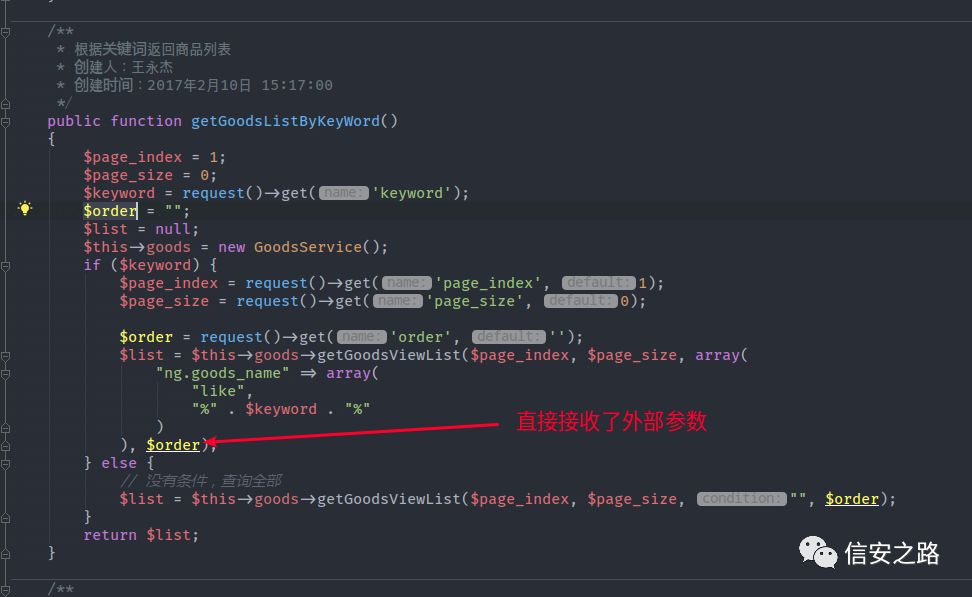 /**
 * 根据关键词返回商品列表
 * 创建人：王永杰
 * 创建时间：2017年2月10日 15:17:00
 */
public function getGoodsListByKeyWord()
{
    $page_index = 1;
    $page_size = 0;
    $keyword = request()->get( name: 'keyword');
    $order = "";
    $list = null;
    $this->goods = new GoodsService();
    if ($keyword) {
        $page_index = request()->get( name: 'page_index', default: 1);
        $page_size = request()->get( name: 'page_size', default: 0);
        $order = request()->get( name: 'order', default: '');
        $list = $this->goods->getGoodsViewList($page_index, $page_size, array(
            "ng.goods_name" => array(
                "like",
                "%" . $keyword . "%"
            )
        ), $order);
直接接收了外部参数
    } else {
        // 没有条件，查询全部
        $list = $this->goods->getGoodsViewList($page_index, $page_size, condition: "", $order);
    }
    return $list;
}
信安之路
/**